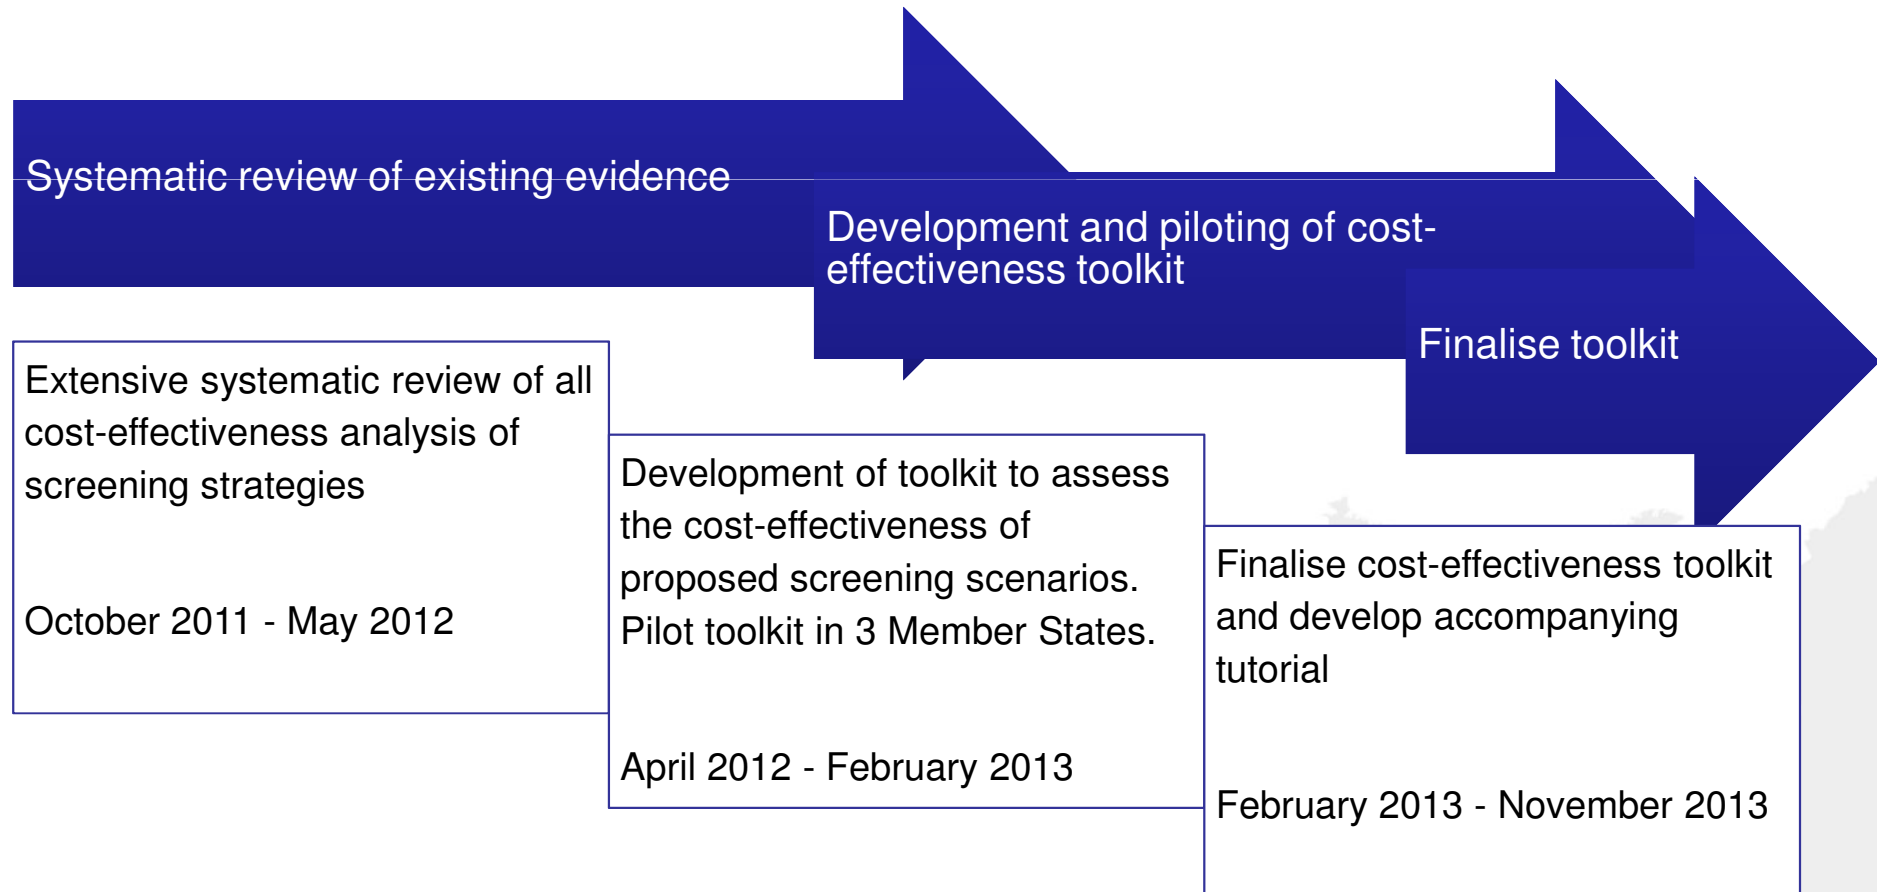 Systematic review of existing evidence
Development and piloting of cost-
effectiveness toolkit
Finalise toolkit
Extensive systematic review of all
cost-effectiveness analysis of
screening strategies
October 2011 - May 2012
Development of toolkit to assess
the cost-effectiveness of
proposed screening scenarios.
Pilot toolkit in 3 Member States.
April 2012 - February 2013
Finalise cost-effectiveness toolkit
and develop accompanying
tutorial
February 2013 - November 2013